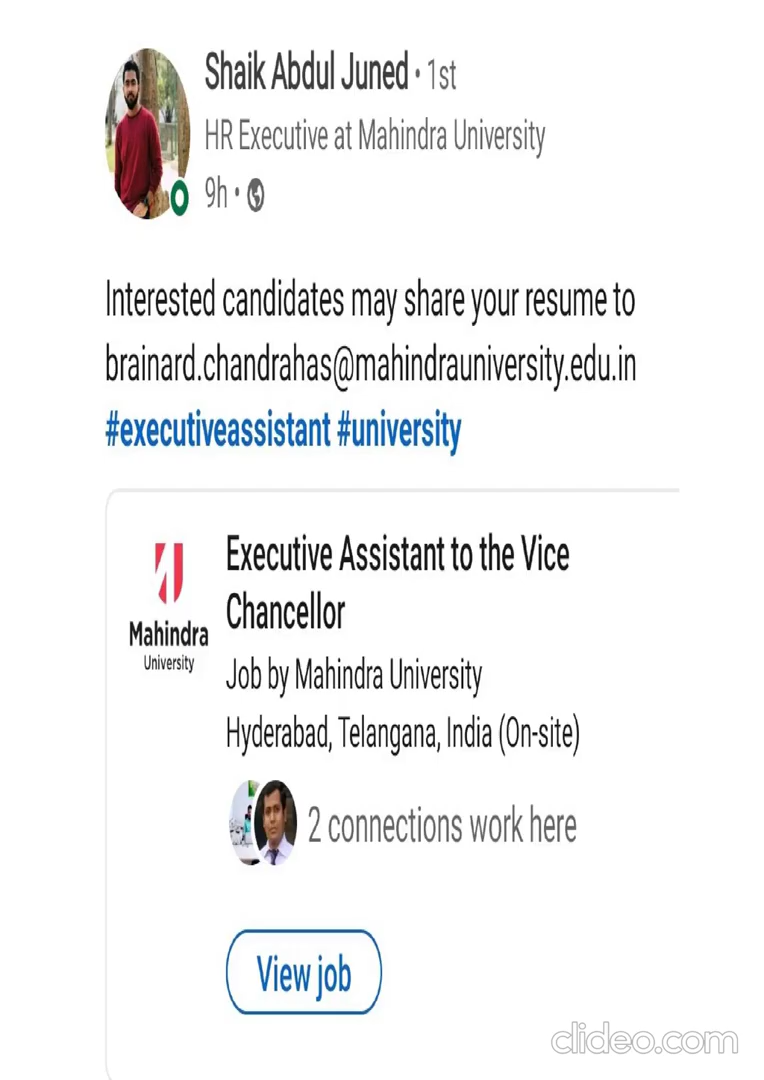 Shaik Abdul Juned • 1st
HR Executive at Mahindra University
9h •
Interested candidates may share your resume to
brainard.chandrahas@mahindrauniversity.edu.in
#executiveassistant #university
Executive Assistant to the Vice
Chancellor
Mahindra
University
Job by Mahindra University
Hyderabad, Telangana, India (On-site)
2 connections work here
View job
clideo.com